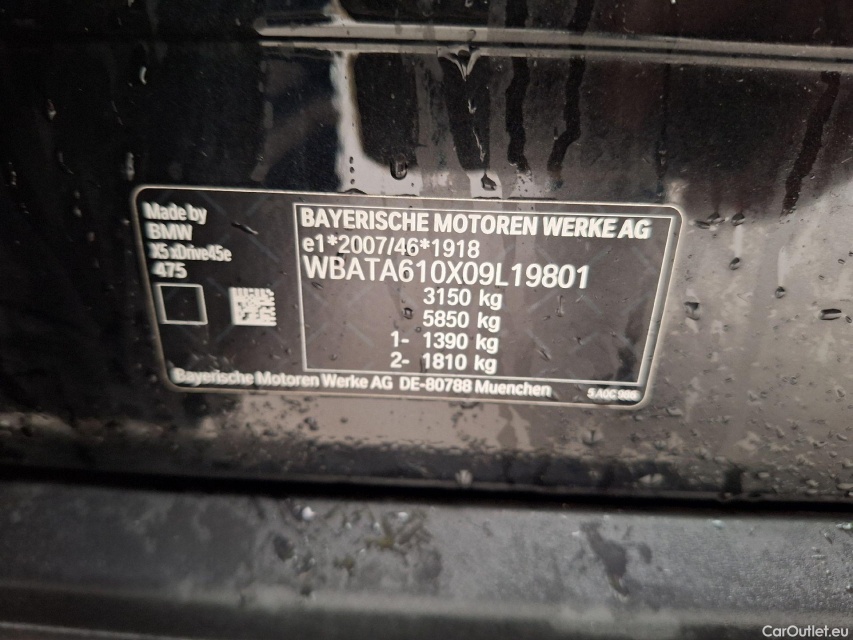 Made by
BMW
X5 xDrive45e
475
BAYERISCHE MOTOREN WERKE AG
e1*2007/46*1918
WBATA610X09L19801
3150 kg
5850 kg
1- 1390 kg
2- 1810 kg
Bayerische Motoren Werke AG DE-80788 Muenchen
CarOutlet.eu